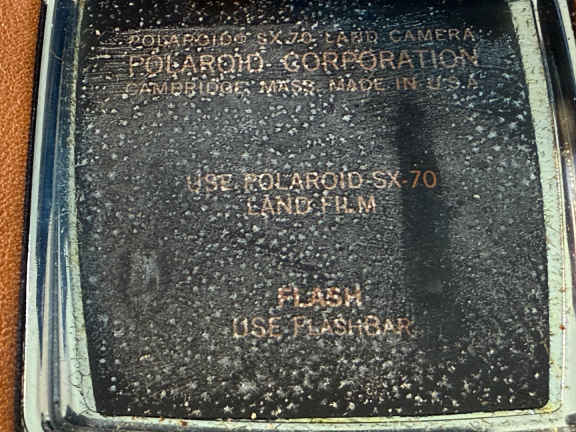 POLAROID® SX-70 LAND CAMERA
POLAROID CORPORATION
CAMBRIDGE, MASS. MADE IN U.S.A.
USE POLAROID SX-70
LAND FILM
FLASH
USE FLASHBAR